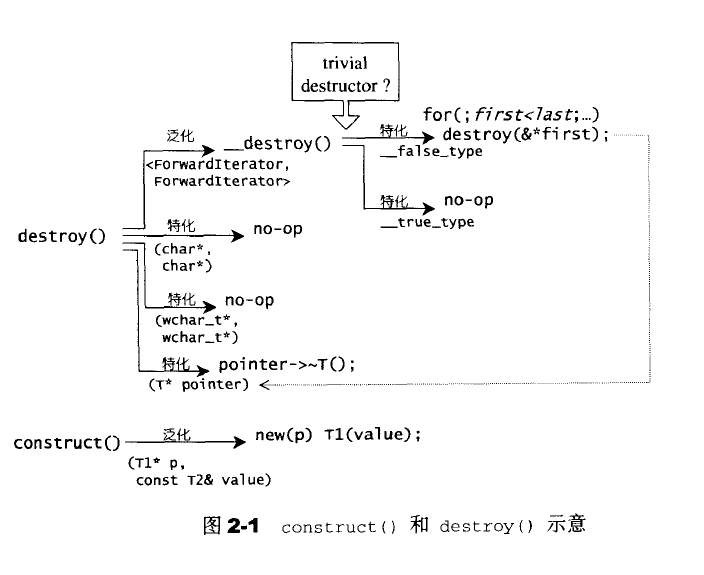 trivial
destructor ?
for(;first<last;…)
泛化
__destroy()
特化
destroy(&*first);
__false_type
<ForwardIterator,
ForwardIterator>
特化
no-op
__true_type
destroy()
特化
no-op
(char*,
char*)
特化
no-op
(wchar_t*,
wchar_t*)
特化
pointer->~T();
(T* pointer)
construct()
泛化
new(p) T1(value);
(T1* p,
const T2& value)
图 2-1 construct() 和 destroy() 示意